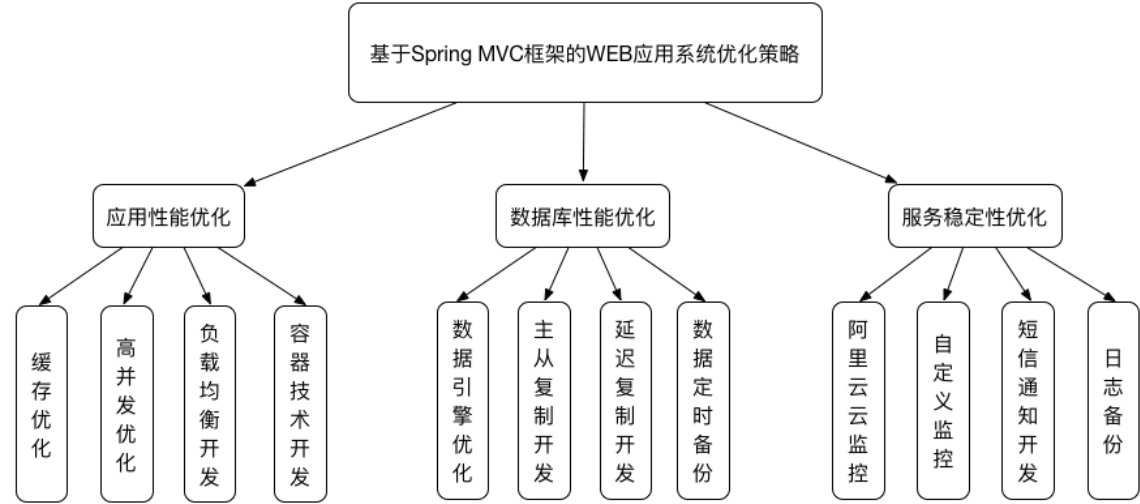 基于Spring MVC框架的WEB应用系统优化策略
应用性能优化
数据库性能优化
服务稳定性优化
缓存优化
高并发优化
负载均衡开发
容器技术开发
数据引擎优化
主从复制开发
延迟复制开发
数据定时备份
阿里云云监控
自定义监控
短信通知开发
日志备份